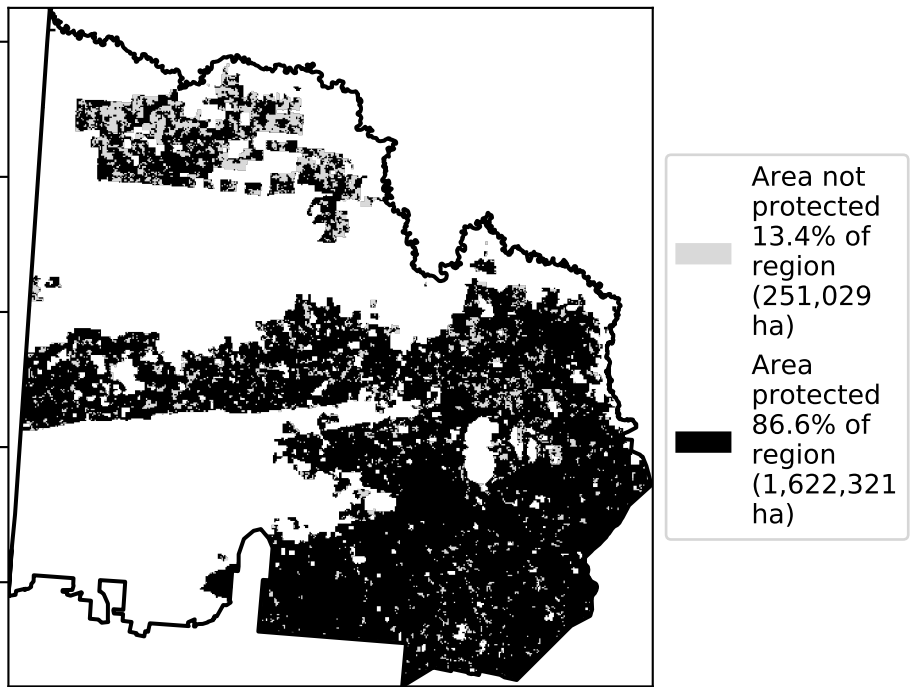 Area not
protected
13.4% of
region
(251,029
ha)
Area
protected
86.6% of
region
(1,622,321
ha)